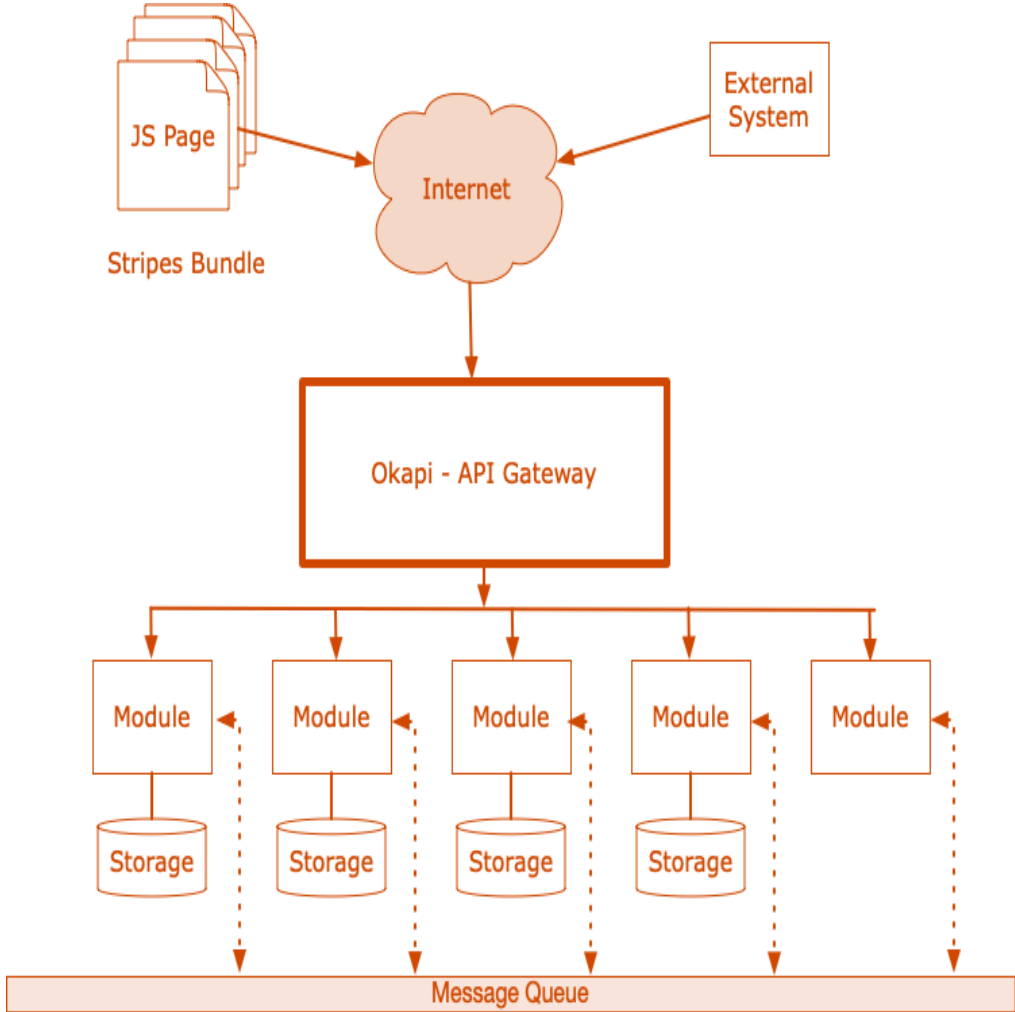 JS Page
External
System
Internet
Stripes Bundle
Okapi - API Gateway
Module
Module
Module
Module
Module
Storage
Storage
Storage
Storage
Message Queue